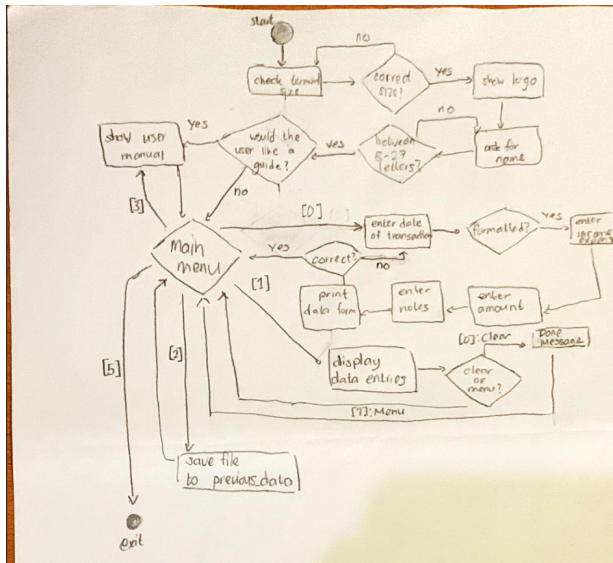 start
no
check terminal
size
correct
size?
yes
show logo
no
ask for
name
between
5-27
letters?
yes
would the
user like a
guide?
yes
show user
manual
no
[3]
[0]
main
menu
enter date
of transaction
formatted?
yes
enter
income
expense
yes
correct?
no
[1]
print
data form
enter
notes
enter
amount
[0]:Clear
Done
message
display
data entries
clear
or
menu?
[1]:Menu
[5]
[2]
save file
to previous_data
exit